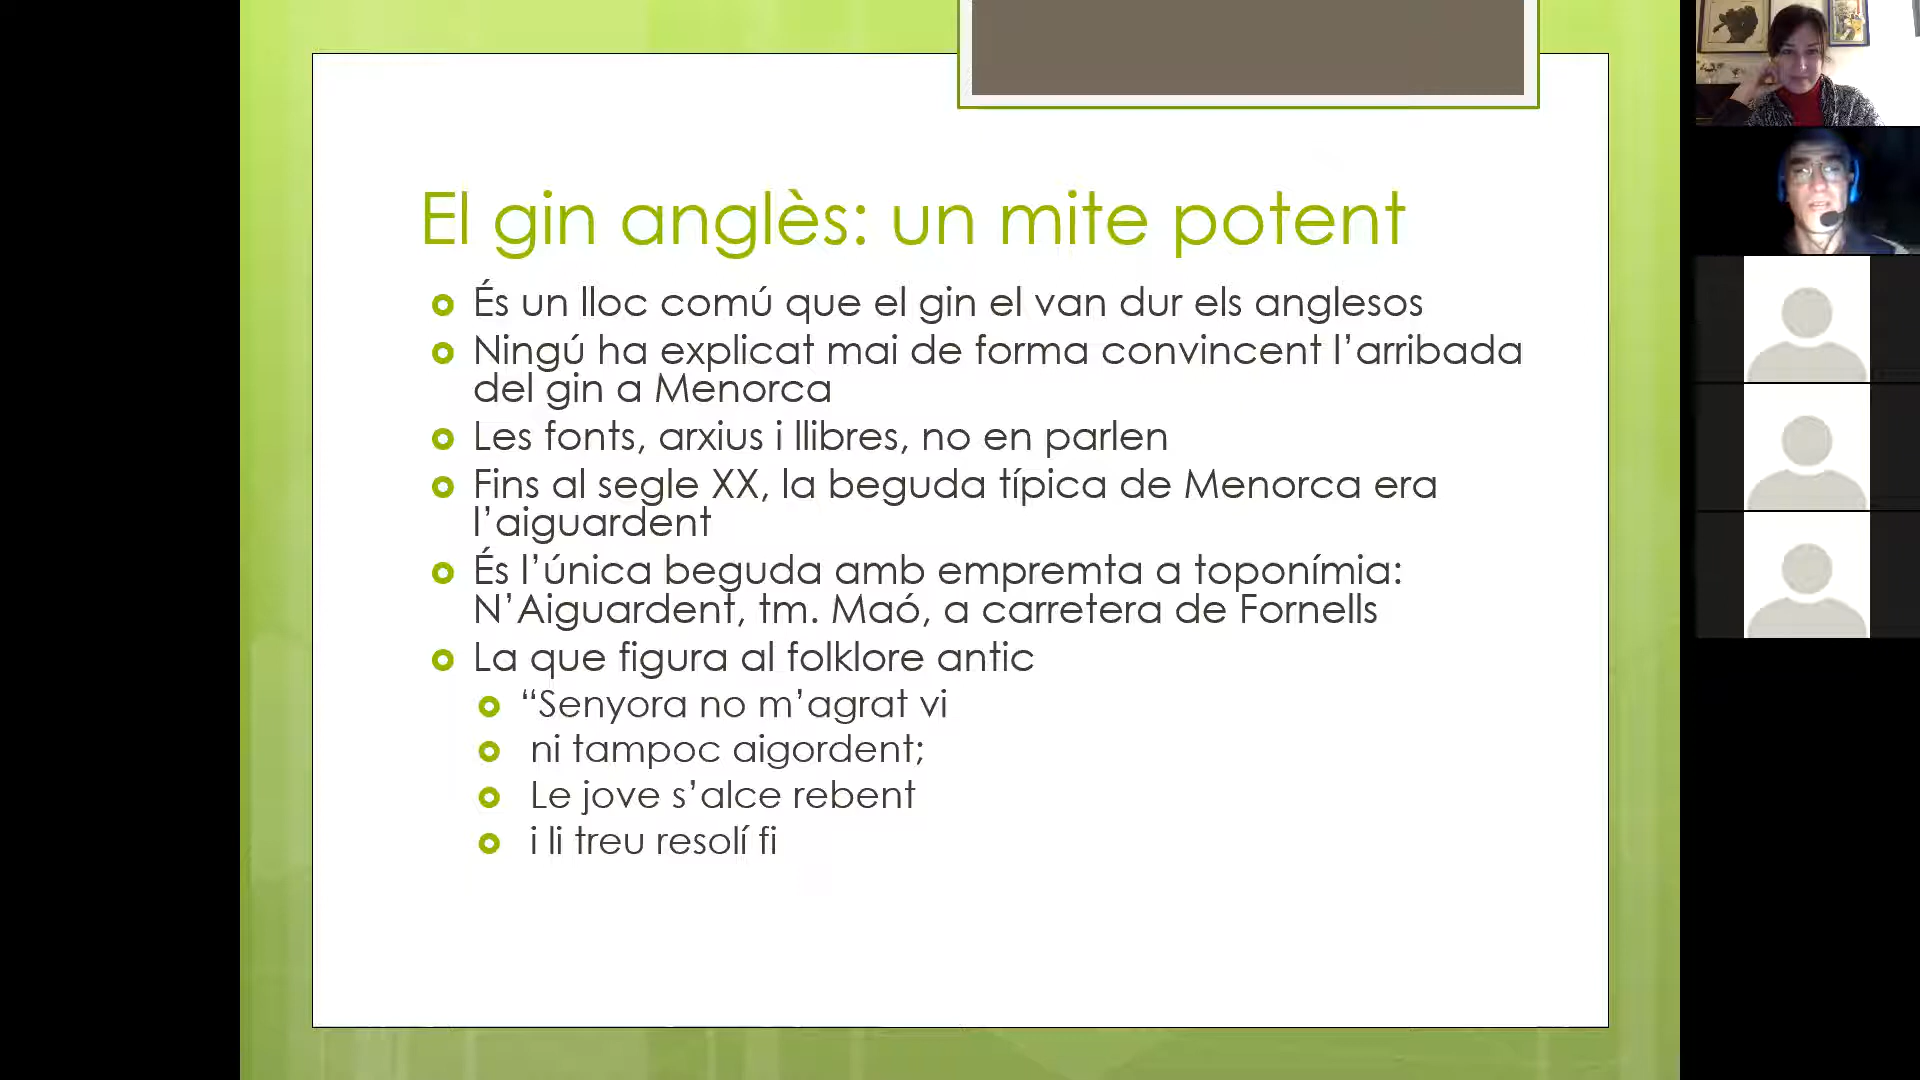 El gin anglès: un mite potent
És un lloc comú que el gin el van dur els anglesos
Ningú ha explicat mai de forma convincent l’arribada
del gin a Menorca
Les fonts, arxius i llibres, no en parlen
Fins al segle XX, la beguda típica de Menorca era
l’aiguardent
És l’única beguda amb empremta a toponímia:
N’Aiguardent, tm. Maó, a carretera de Fornells
La que figura al folklore antic
“Senyora no m’agrat vi
ni tampoc aigordent;
Le jove s’alce rebent
i li treu resolí fi